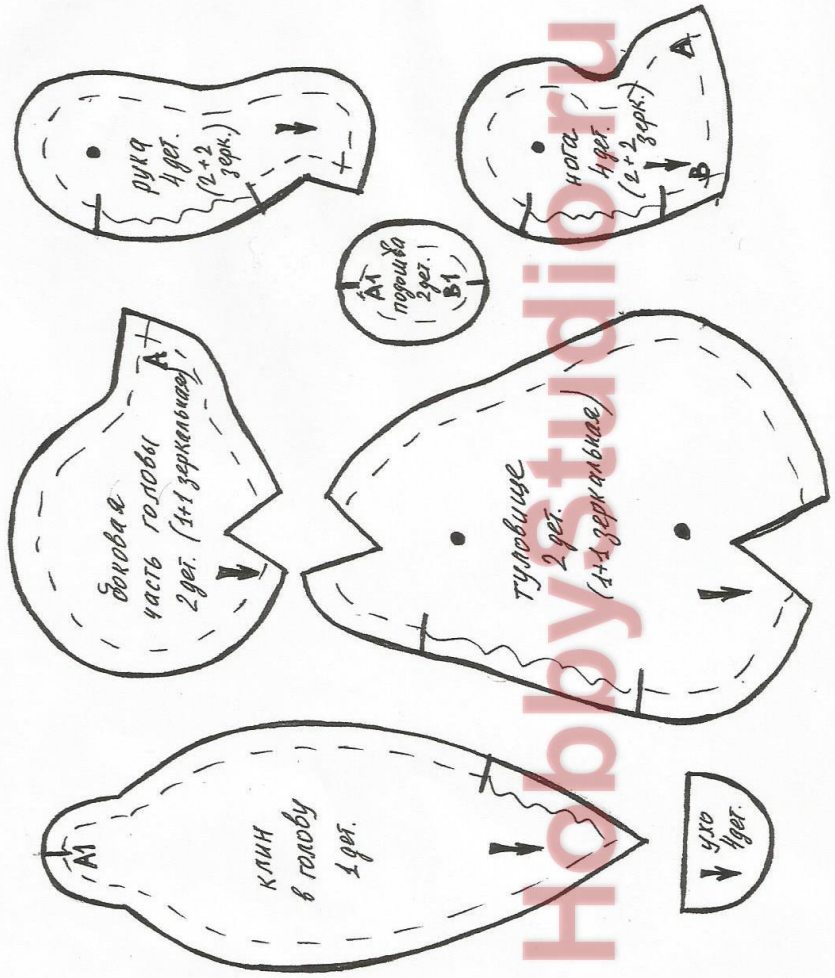 рука
4 дет.
(2+2
зерк.)
нога
4 дет.
(2+2
зерк.)
А
В
А1
подошва
2 дет.
В1
А
боковая
часть головы
2 дет. (1+1 зеркальная)
туловище
2 дет.
(1+1 зеркальная)
А1
клин
в голову
1 дет.
ухо
4 дет.
HobbyStudio.ru